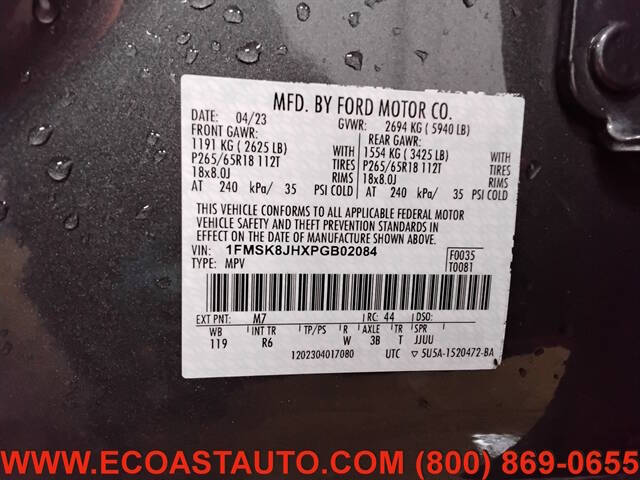 MFD. BY FORD MOTOR CO.
DATE: 04/23 GVWR: 2694 KG ( 5940 LB)
FRONT GAWR: REAR GAWR:
1191 KG ( 2625 LB) 1554 KG ( 3425 LB)
P265/65R18 112T TIRES P265/65R18 112T TIRES
18x8.0J RIMS 18x8.0J RIMS
AT 240 kPa/ 35 PSI COLD AT 240 kPa/ 35 PSI COLD
THIS VEHICLE CONFORMS TO ALL APPLICABLE FEDERAL MOTOR
VEHICLE SAFETY AND THEFT PREVENTION STANDARDS IN
EFFECT ON THE DATE OF MANUFACTURE SHOWN ABOVE.
VIN: 1FMSK8JHXPGB02084 F0035
TYPE: MPV T0081
EXT PNT: M7 RC: 44 DSO:
WB INT TR TP/PS R AXLE TR SPR
119 R6 W 3B T JJUU
1202304017080 UTC ▽ 5U5A-1520472-BA
WWW.ECOASTAUTO.COM (800) 869-0655